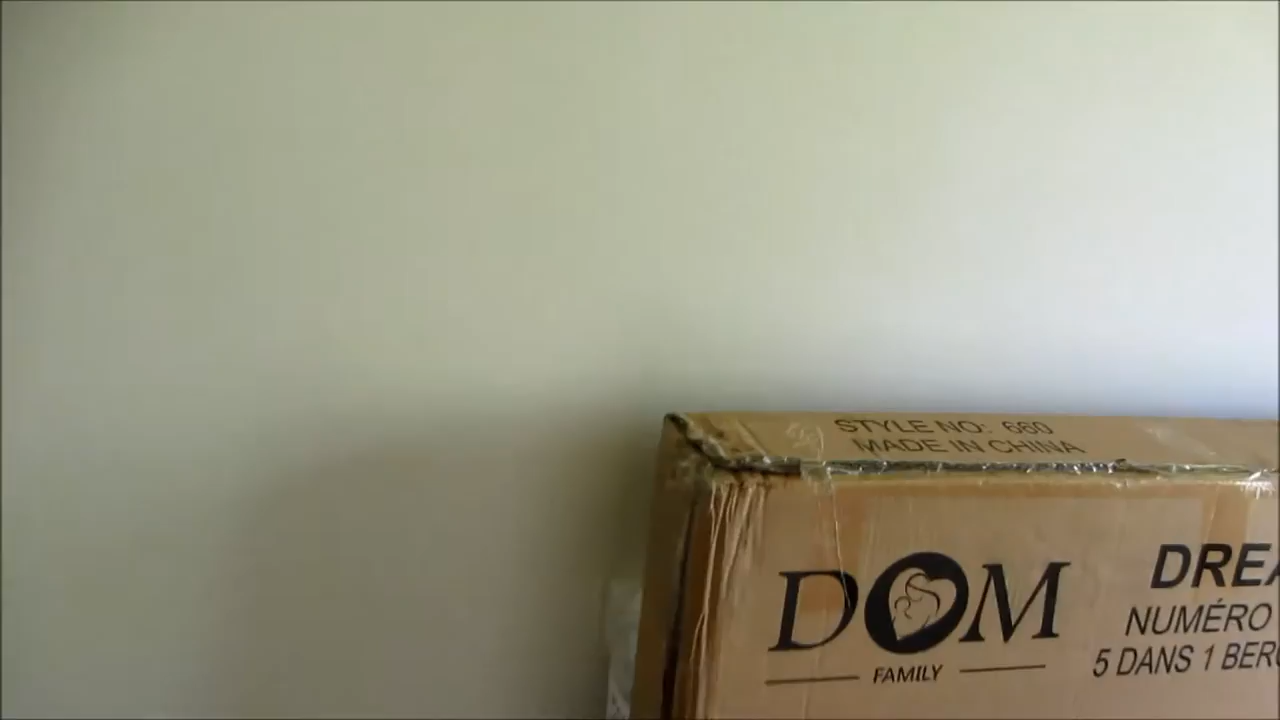 STYLE NO: 660
MADE IN CHINA
DOM
FAMILY
NUMÉRO
5 DANS 1